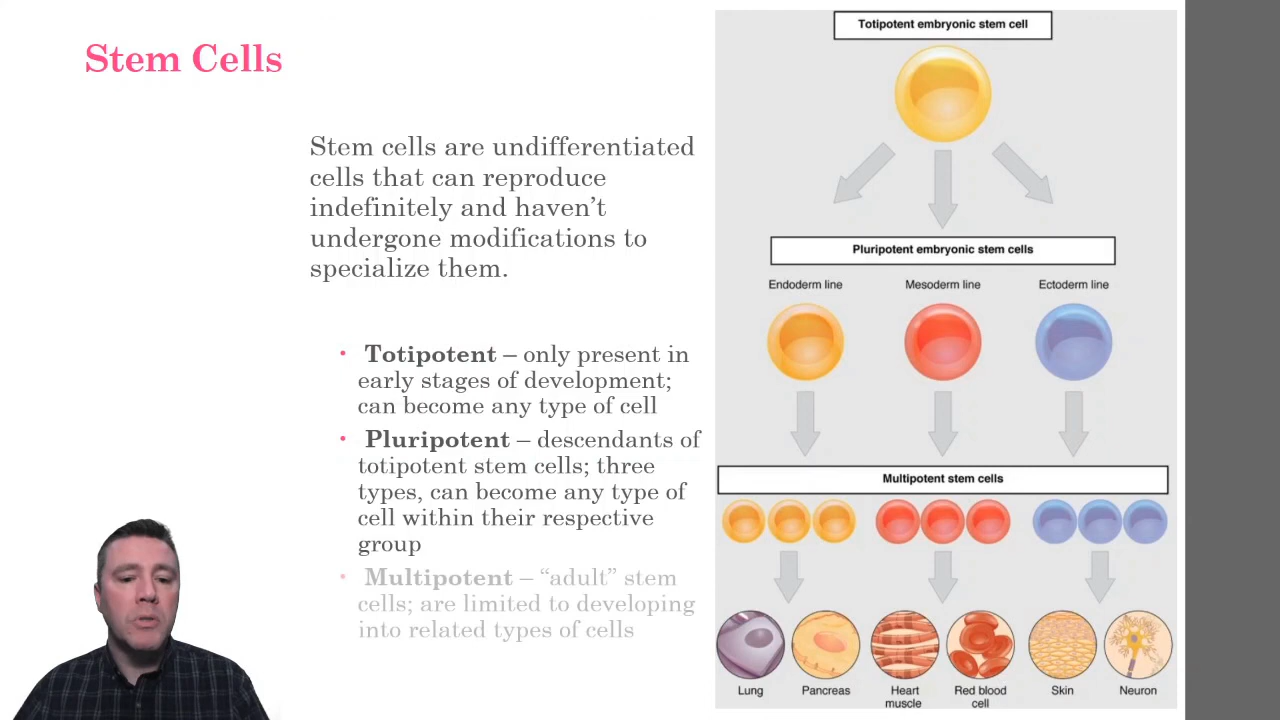 Stem Cells
Stem cells are undifferentiated
cells that can reproduce
indefinitely and haven’t
undergone modifications to
specialize them.
• Totipotent – only present in
early stages of development;
can become any type of cell
• Pluripotent – descendants of
totipotent stem cells; three
types, can become any type of
cell within their respective
group
• Multipotent – “adult” stem
cells; are limited to developing
into related types of cells
Totipotent embryonic stem cell
Pluripotent embryonic stem cells
Endoderm line
Mesoderm line
Ectoderm line
Multipotent stem cells
Lung
Pancreas
Heart
muscle
Red blood
cell
Skin
Neuron